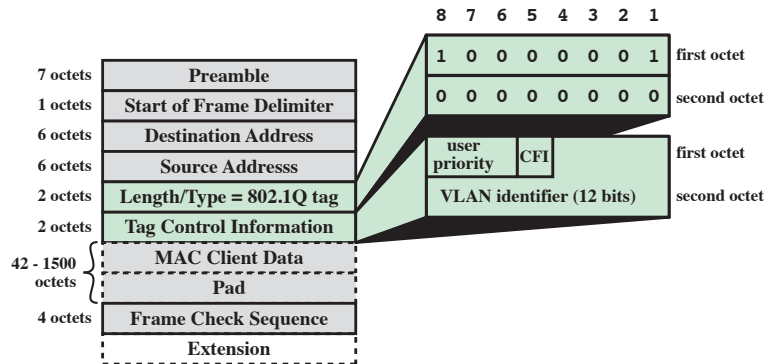 8 7 6 5 4 3 2 1
1 0 0 0 0 0 0 1 first octet
0 0 0 0 0 0 0 0 second octet
user priority CFI first octet
VLAN identifier (12 bits) second octet
7 octets Preamble
1 octets Start of Frame Delimiter
6 octets Destination Address
6 octets Source Addresss
2 octets Length/Type = 802.1Q tag
2 octets Tag Control Information
42 - 1500 octets
MAC Client Data
Pad
4 octets Frame Check Sequence
Extension